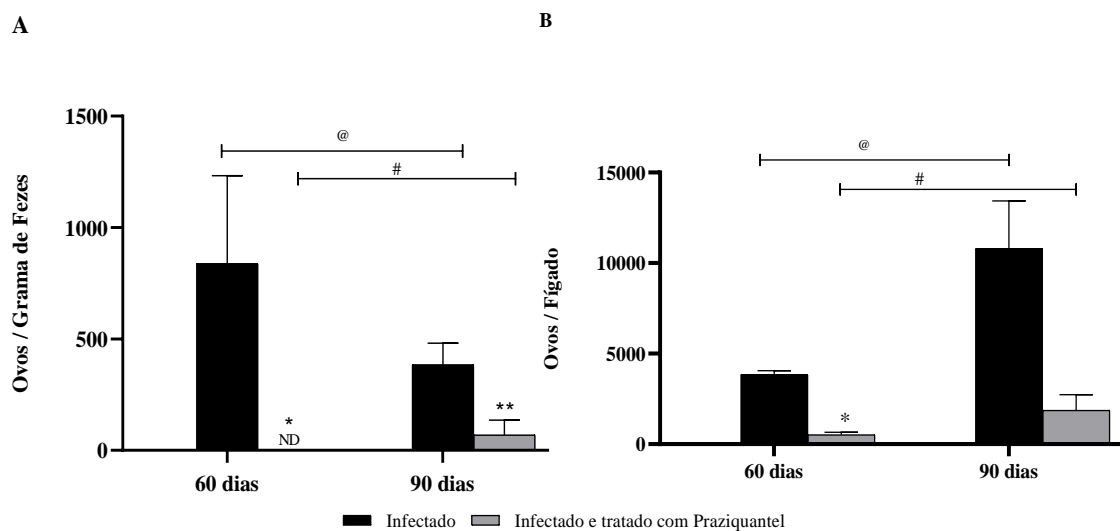 A
Ovos / Grama de Fezes
1500
1000
500
0
@
#
*
ND
**
60 dias
90 dias
B
Ovos / Fígado
15000
10000
5000
0
@
#
*
60 dias
90 dias
Infectado
Infectado e tratado com Praziquantel